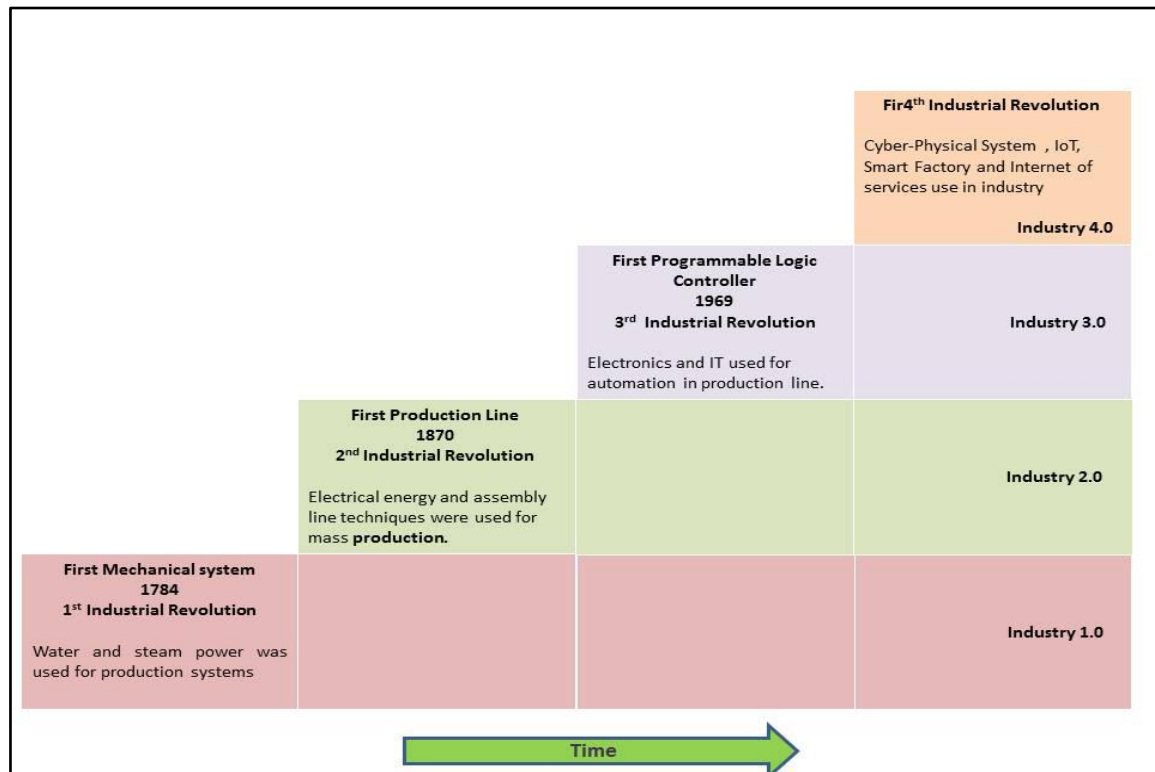 Fir4th Industrial Revolution
Cyber-Physical System , IoT,
Smart Factory and Internet of
services use in industry
Industry 4.0
First Programmable Logic
Controller
1969
3rd Industrial Revolution
Electronics and IT used for
automation in production line.
Industry 3.0
First Production Line
1870
2nd Industrial Revolution
Electrical energy and assembly
line techniques were used for
mass production.
Industry 2.0
First Mechanical system
1784
1st Industrial Revolution
Water and steam power was
used for production systems
Industry 1.0
Time